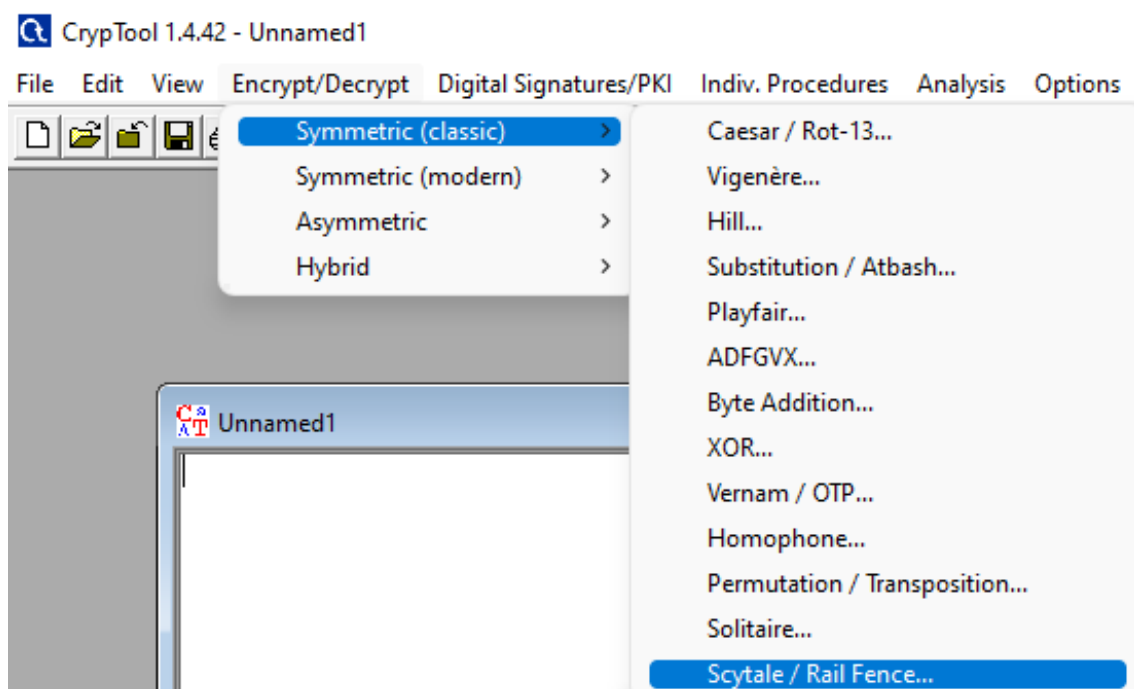 CrypTool 1.4.42 - Unnamed1
File Edit View Encrypt/Decrypt Digital Signatures/PKI Indiv. Procedures Analysis Options
Symmetric (classic)
Symmetric (modern)
Asymmetric
Hybrid
Caesar / Rot-13...
Vigenère...
Hill...
Substitution / Atbash...
Playfair...
ADFGVX...
Byte Addition...
XOR...
Vernam / OTP...
Homophone...
Permutation / Transposition...
Solitaire...
Scytale / Rail Fence...
Unnamed1